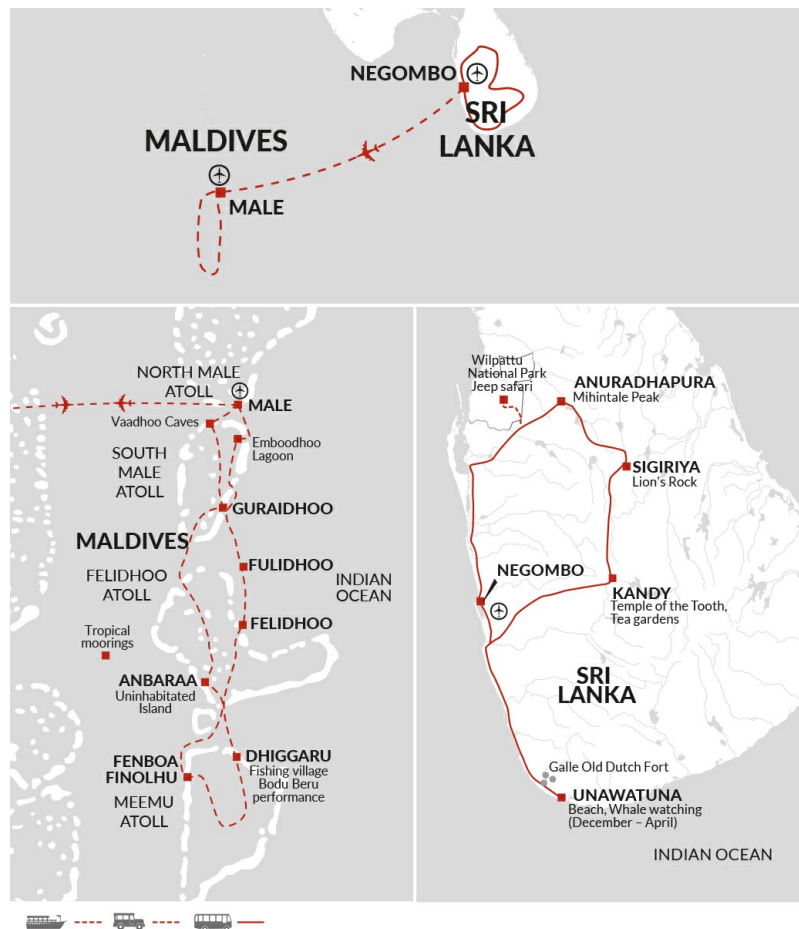 NEGOMBO
SRI
LANKA
MALDIVES
MALE
NORTH MALE
ATOLL
MALE
Vaadhoo Caves
Emboodhoo
Lagoon
SOUTH
MALE
ATOLL
GURAIDHOO
MALDIVES
FULIDHOO
FELIDHOO
ATOLL
INDIAN
OCEAN
FELIDHOO
Tropical
moorings
ANBARAA
Uninhabitated
Island
FENBOA
FINOLHU
DHIGGARU
Fishing village
Bodu Beru
performance
MEEMU
ATOLL
Wilpattu
National Park
Jeep safari
ANURADHAPURA
Mihintale Peak
SIGIRIYA
Lion's Rock
NEGOMBO
KANDY
Temple of the Tooth,
Tea gardens
SRI
LANKA
Galle Old Dutch Fort
UNAWATUNA
Beach, Whale watching
(December – April)
INDIAN OCEAN